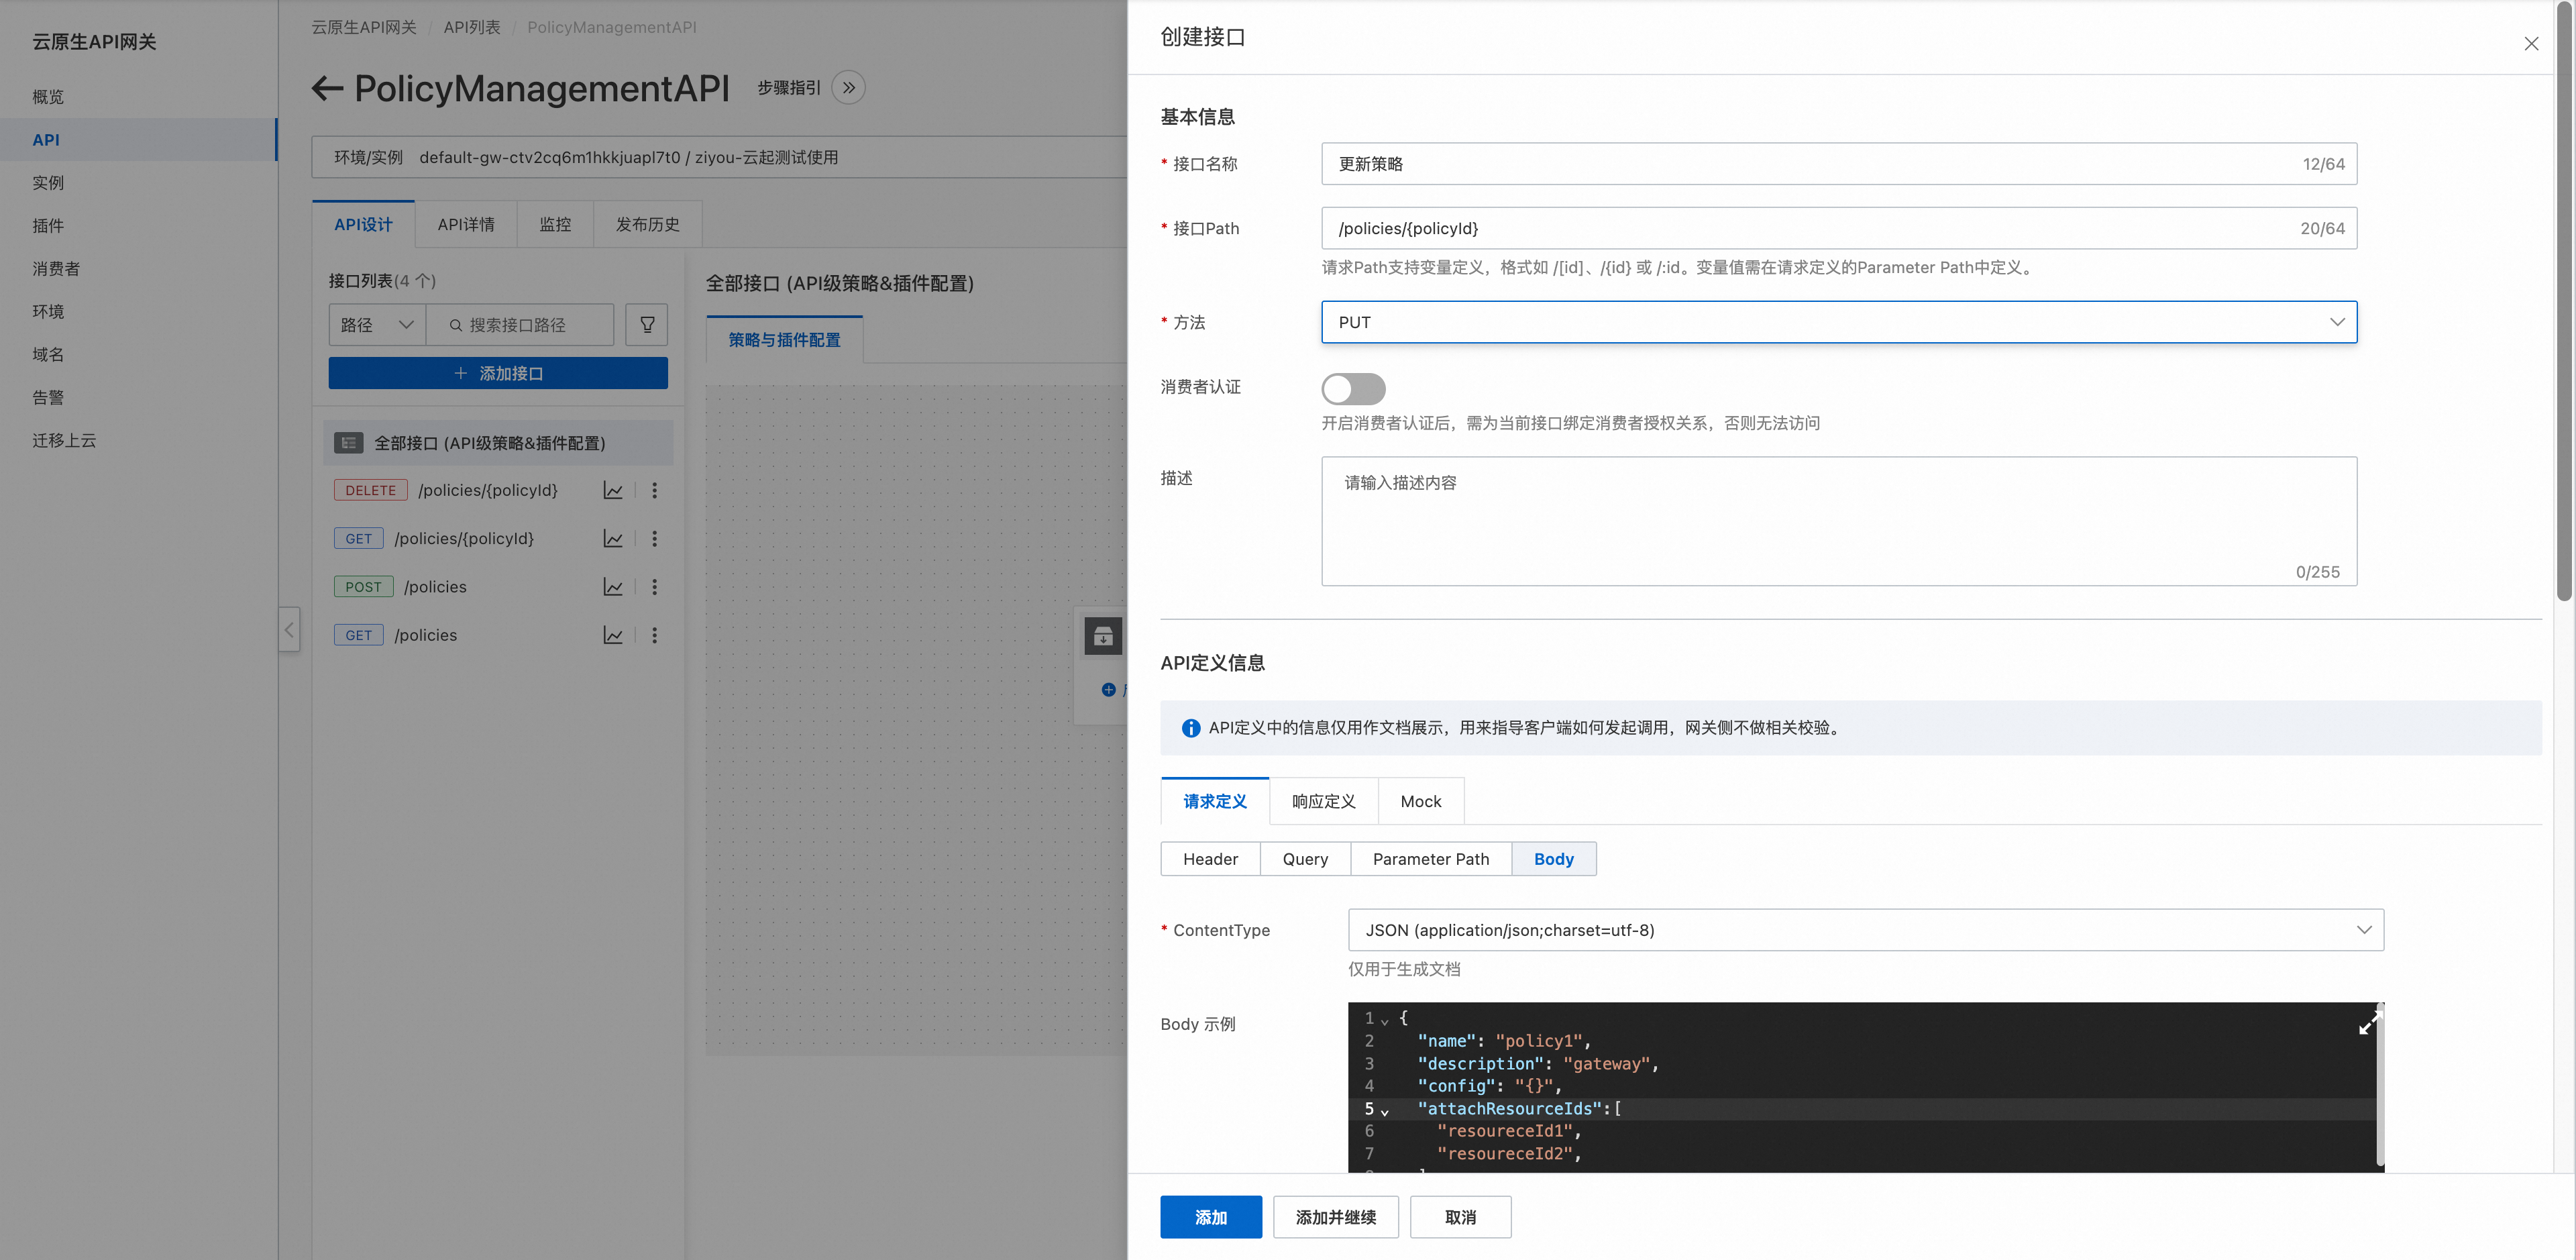 云原生API网关
概览
API
实例
插件
消费者
环境
域名
告警
迁移上云
云原生API网关 / API列表 / PolicyManagementAPI
PolicyManagementAPI 步骤指引
环境/实例 default-gw-ctv2cq6m1hkkjuapl7t0 / ziyou-云起测试使用
API设计 API详情 监控 发布历史
接口列表(4 个)
路径 搜索接口路径
添加接口
全部接口 (API级策略&插件配置)
DELETE /policies/{policyId}
GET /policies/{policyId}
POST /policies
GET /policies
全部接口 (API级策略&插件配置)
策略与插件配置
创建接口
基本信息
* 接口名称 更新策略 12/64
* 接口Path /policies/{policyId} 20/64
请求Path支持变量定义，格式如 /[id]、/{id} 或 /:id。变量值需在请求定义的Parameter Path中定义。
* 方法 PUT
消费者认证
开启消费者认证后，需为当前接口绑定消费者授权关系，否则无法访问
描述 请输入描述内容
0/255
API定义信息
API定义中的信息仅用作文档展示，用来指导客户端如何发起调用，网关侧不做相关校验。
请求定义 响应定义 Mock
Header Query Parameter Path Body
* ContentType JSON (application/json;charset=utf-8)
仅用于生成文档
Body 示例
1 {
2 "name": "policy1",
3 "description": "gateway",
4 "config": "{}",
5 "attachResourceIds":[
6 "resoureceId1",
7 "resoureceId2",
添加 添加并继续 取消